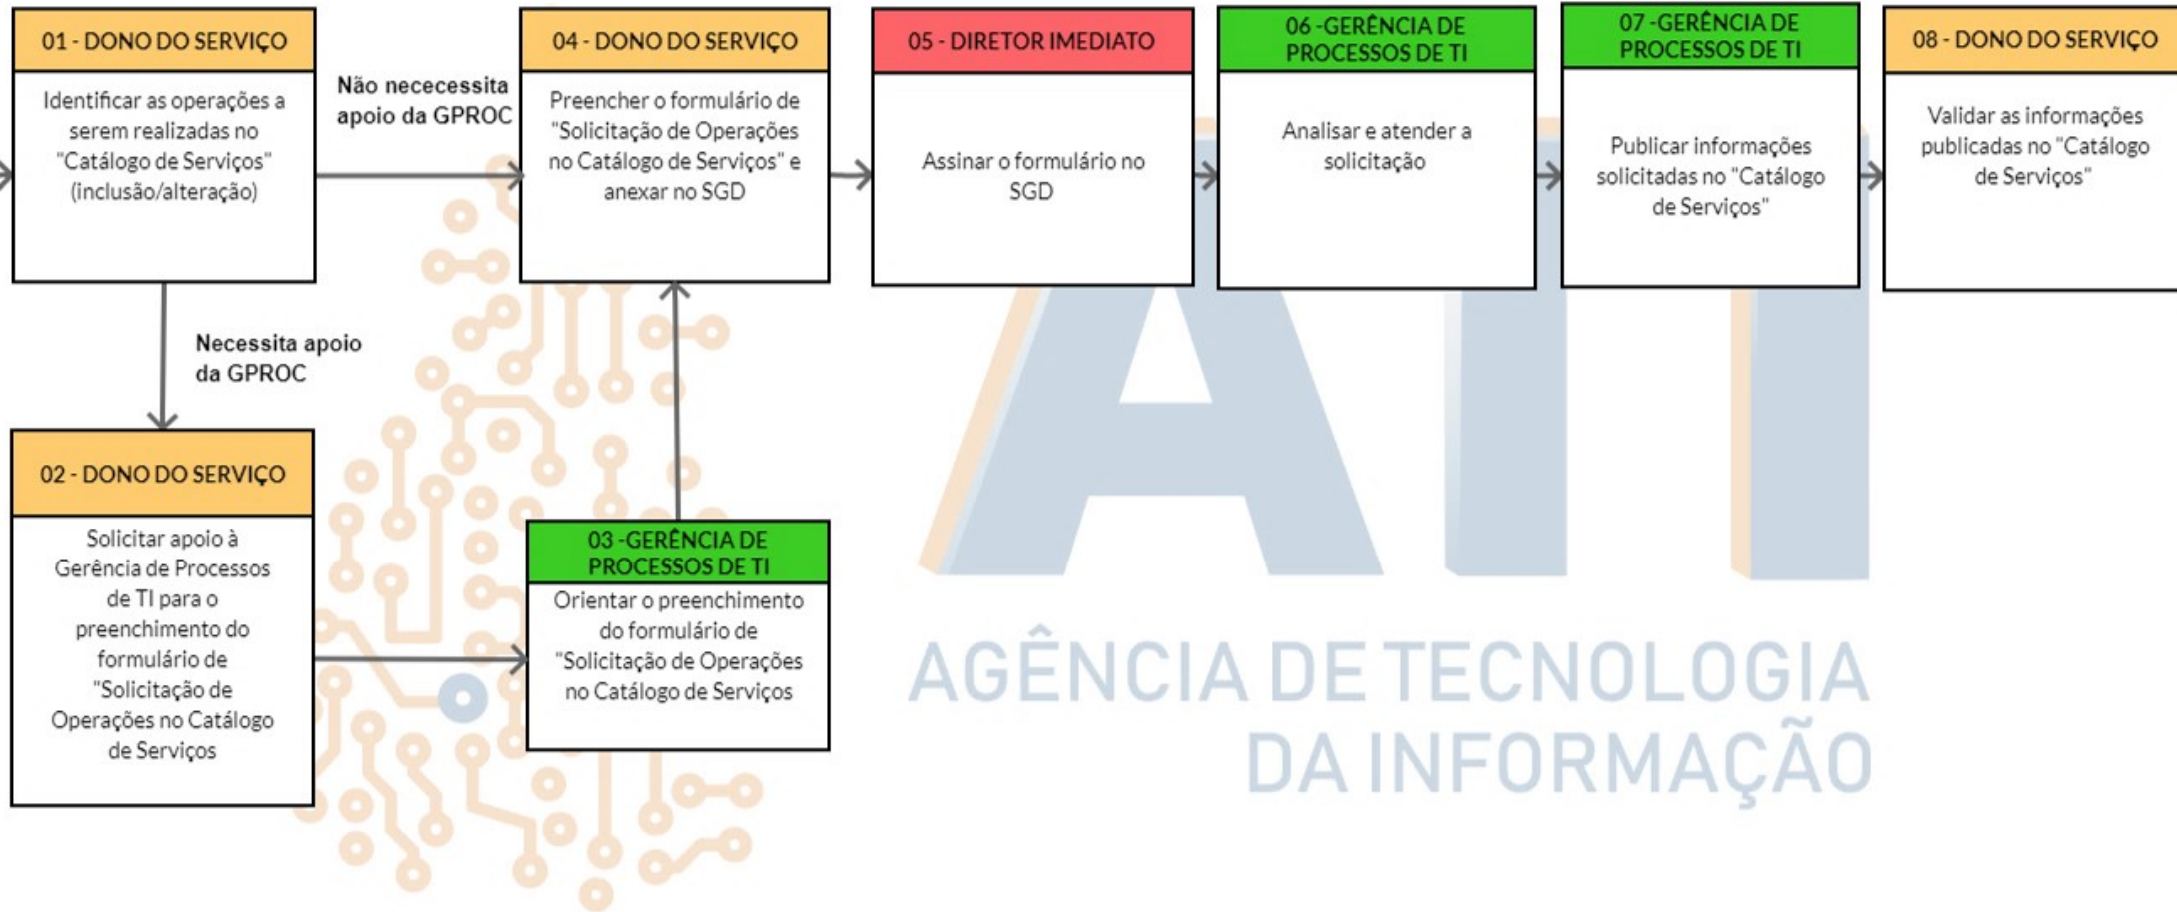 01 - DONO DO SERVIÇO
Identificar as operações a
serem realizadas no
"Catálogo de Serviços"
(inclusão/alteração)
Não nececessita
apoio da GPROC
04 - DONO DO SERVIÇO
Preencher o formulário de
"Solicitação de Operações
no Catálogo de Serviços" e
anexar no SGD
05 - DIRETOR IMEDIATO
Assinar o formulário no
SGD
06 -GERÊNCIA DE
PROCESSOS DE TI
Analisar e atender a
solicitação
07 -GERÊNCIA DE
PROCESSOS DE TI
Publicar informações
solicitadas no "Catálogo
de Serviços"
08 - DONO DO SERVIÇO
Validar as informações
publicadas no "Catálogo
de Serviços"
Necessita apoio
da GPROC
02 - DONO DO SERVIÇO
Solicitar apoio à
Gerência de Processos
de TI para o
preenchimento do
formulário de
"Solicitação de
Operações no Catálogo
de Serviços
03 -GERÊNCIA DE
PROCESSOS DE TI
Orientar o preenchimento
do formulário de
"Solicitação de Operações
no Catálogo de Serviços
ATI
AGÊNCIA DE TECNOLOGIA
DA INFORMAÇÃO